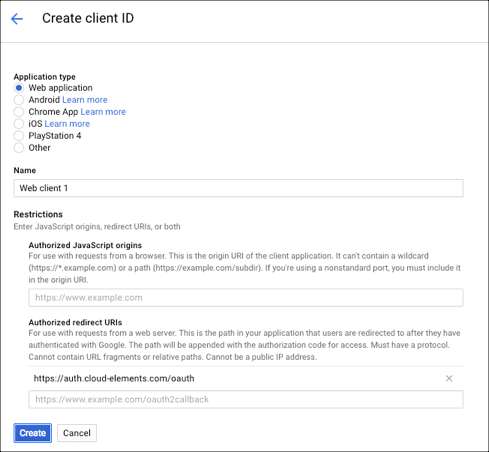 Create client ID
Application type
Web application
Android Learn more
Chrome App Learn more
iOS Learn more
PlayStation 4
Other
Name
Web client 1
Restrictions
Enter JavaScript origins, redirect URIs, or both
Authorized JavaScript origins
For use with requests from a browser. This is the origin URI of the client application. It can't contain a wildcard
(https://*.example.com) or a path (https://example.com/subdir). If you're using a nonstandard port, you must include it
in the origin URI.
https://www.example.com
Authorized redirect URIs
For use with requests from a web server. This is the path in your application that users are redirected to after they have
authenticated with Google. The path will be appended with the authorization code for access. Must have a protocol.
Cannot contain URL fragments or relative paths. Cannot be a public IP address.
https://auth.cloud-elements.com/oauth
https://www.example.com/oauth2callback
Create Cancel